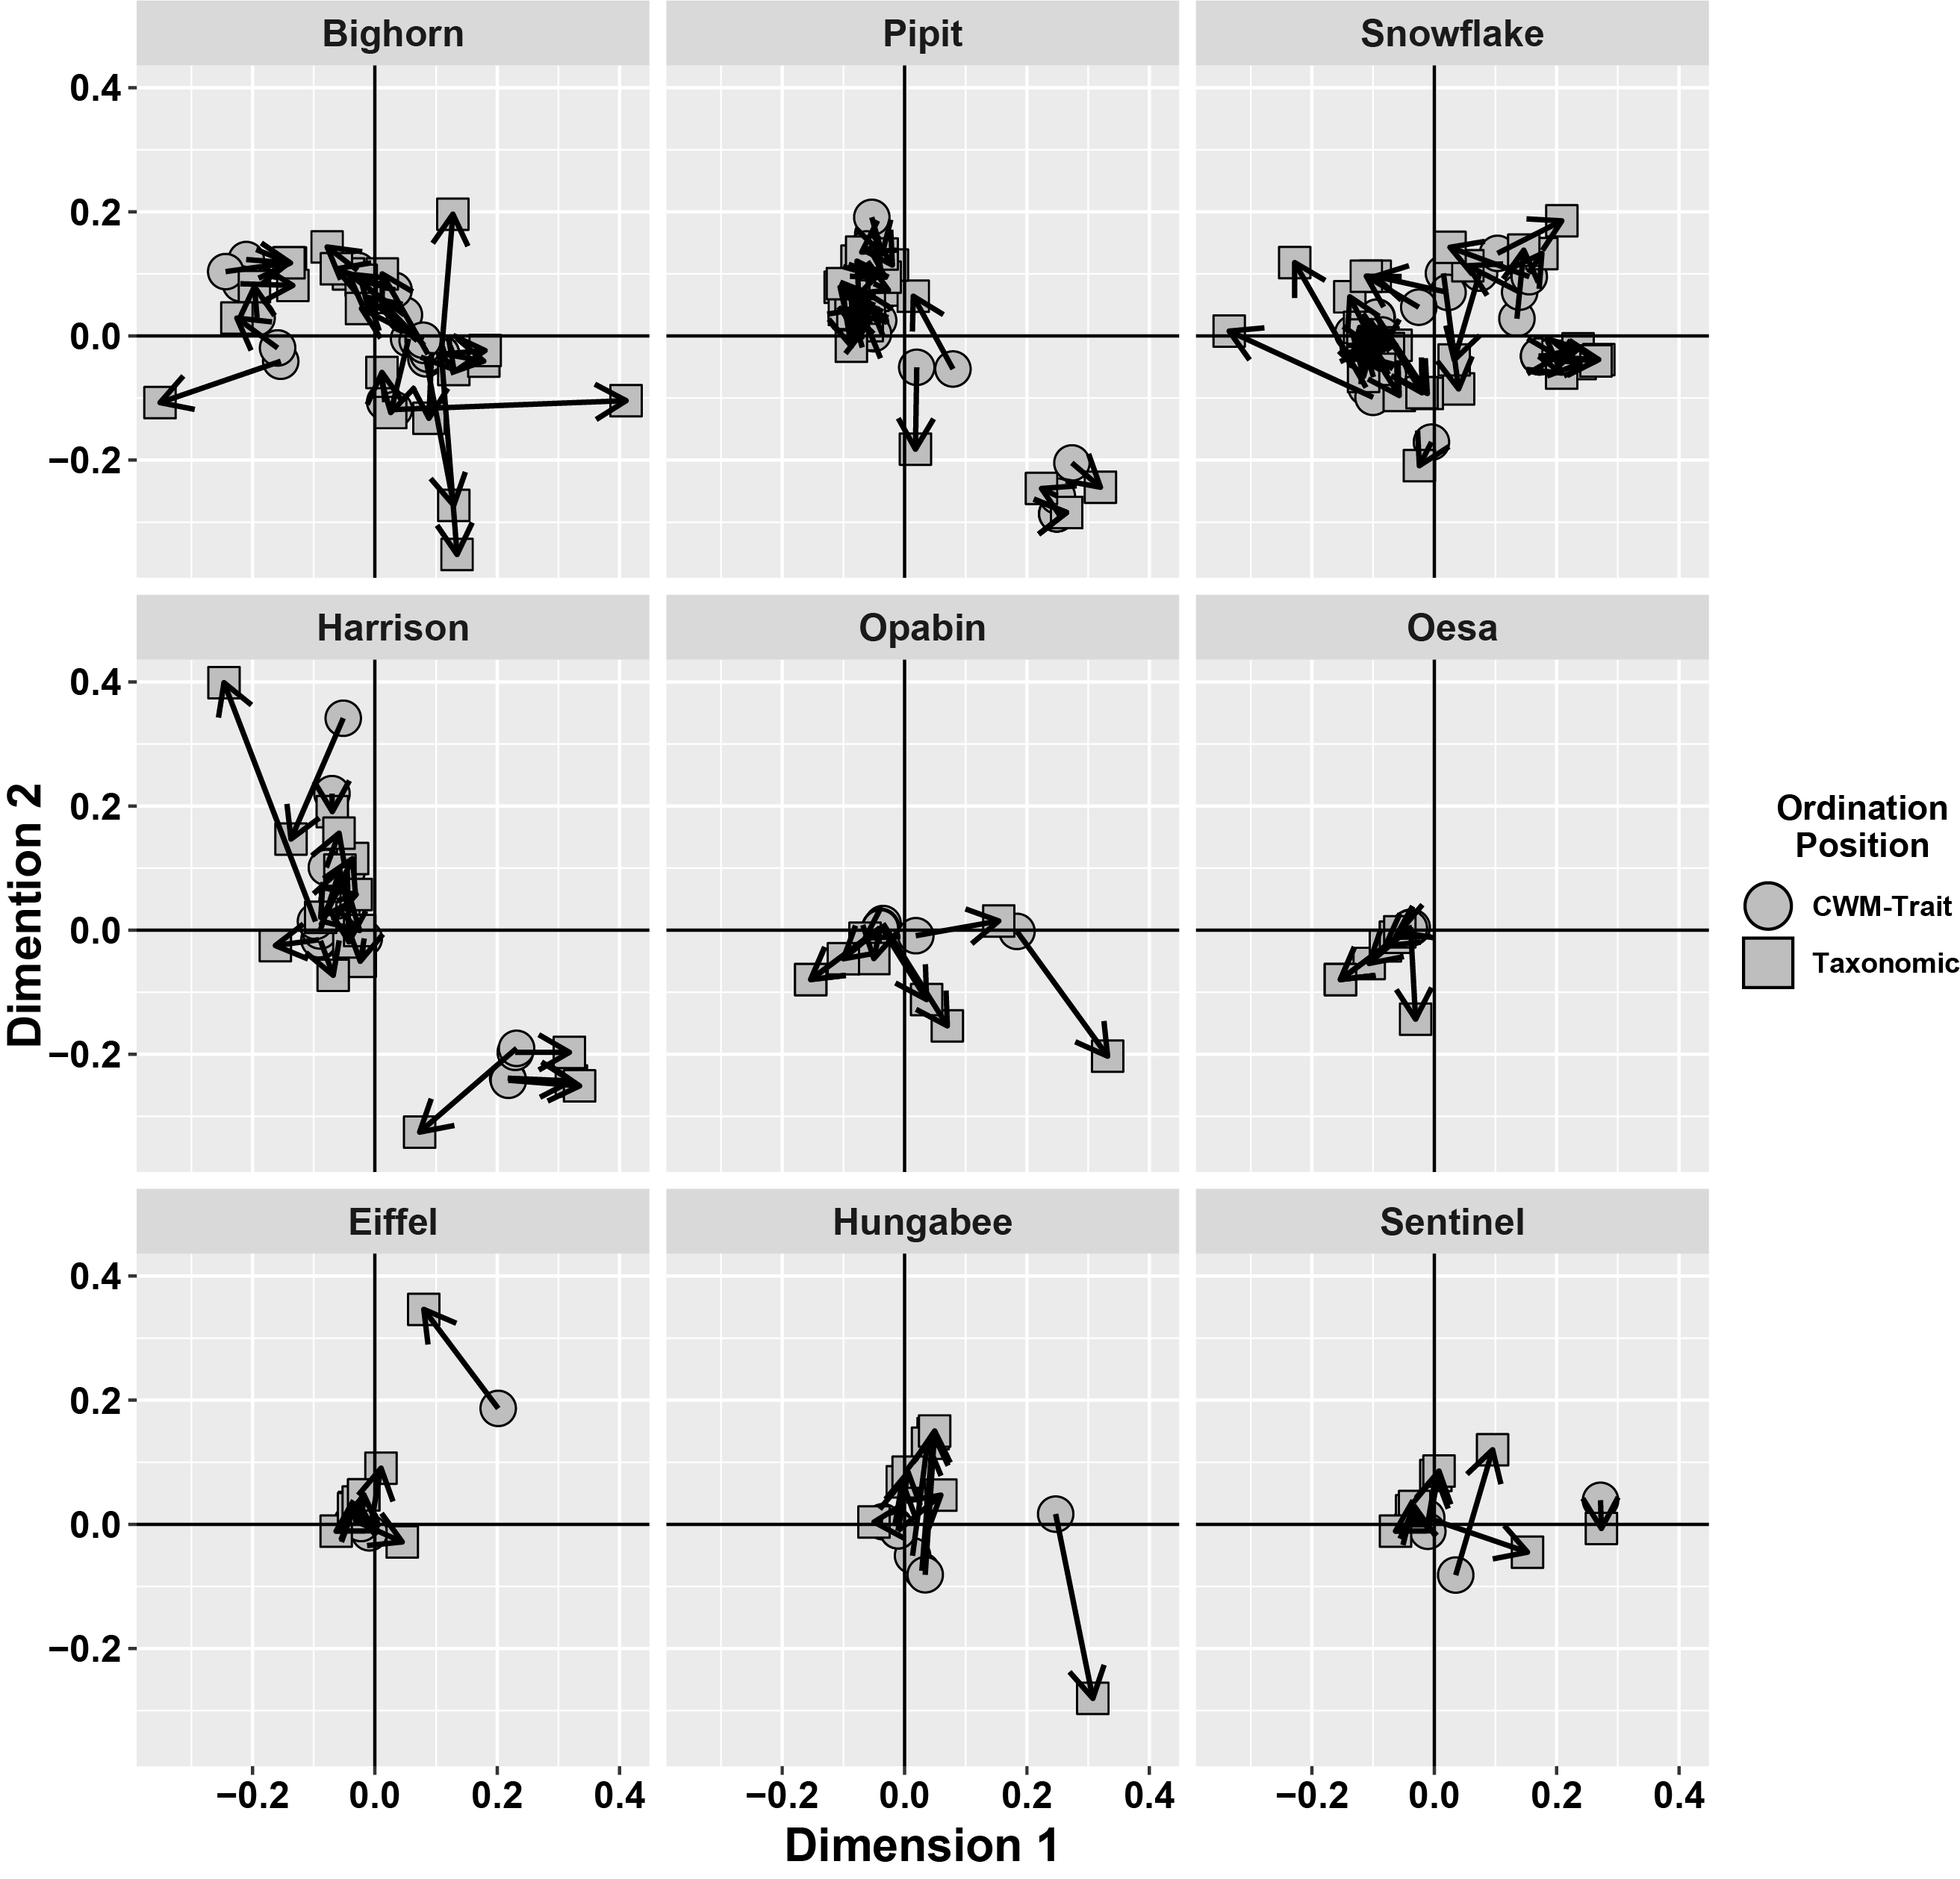 Bighorn Pipit Snowflake
0.4
0.2
0.0
−0.2
Harrison Opabin Oesa
0.4
0.2
0.0
−0.2
Eiffel Hungabee Sentinel
0.4
0.2
0.0
−0.2
−0.2 0.0 0.2 0.4 −0.2 0.0 0.2 0.4 −0.2 0.0 0.2 0.4
Dimension 1
Dimention 2
Ordination
Position
CWM-Trait
Taxonomic